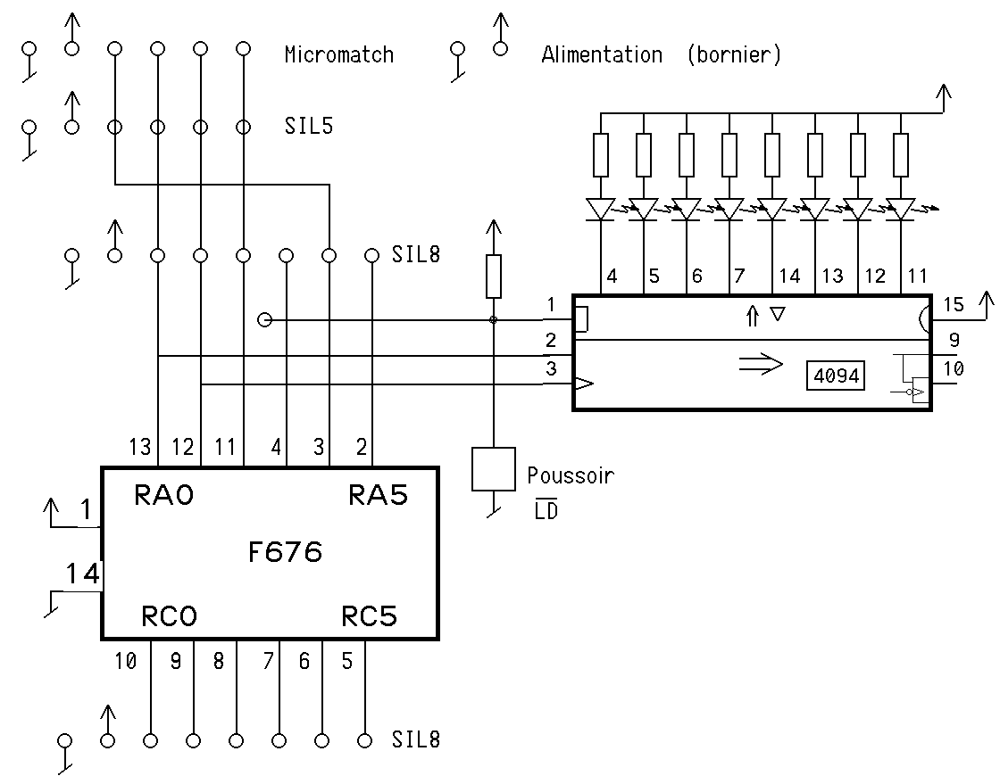 Micromatch
Alimentation (bornier)
SIL5
SIL8
4 5 6 7 14 13 12 11
1
15
2
9
3
10
4094
13 12 11 4 3 2
RA0 RA5
Poussoir
LD
1
F676
14
RC0 RC5
10 9 8 7 6 5
SIL8